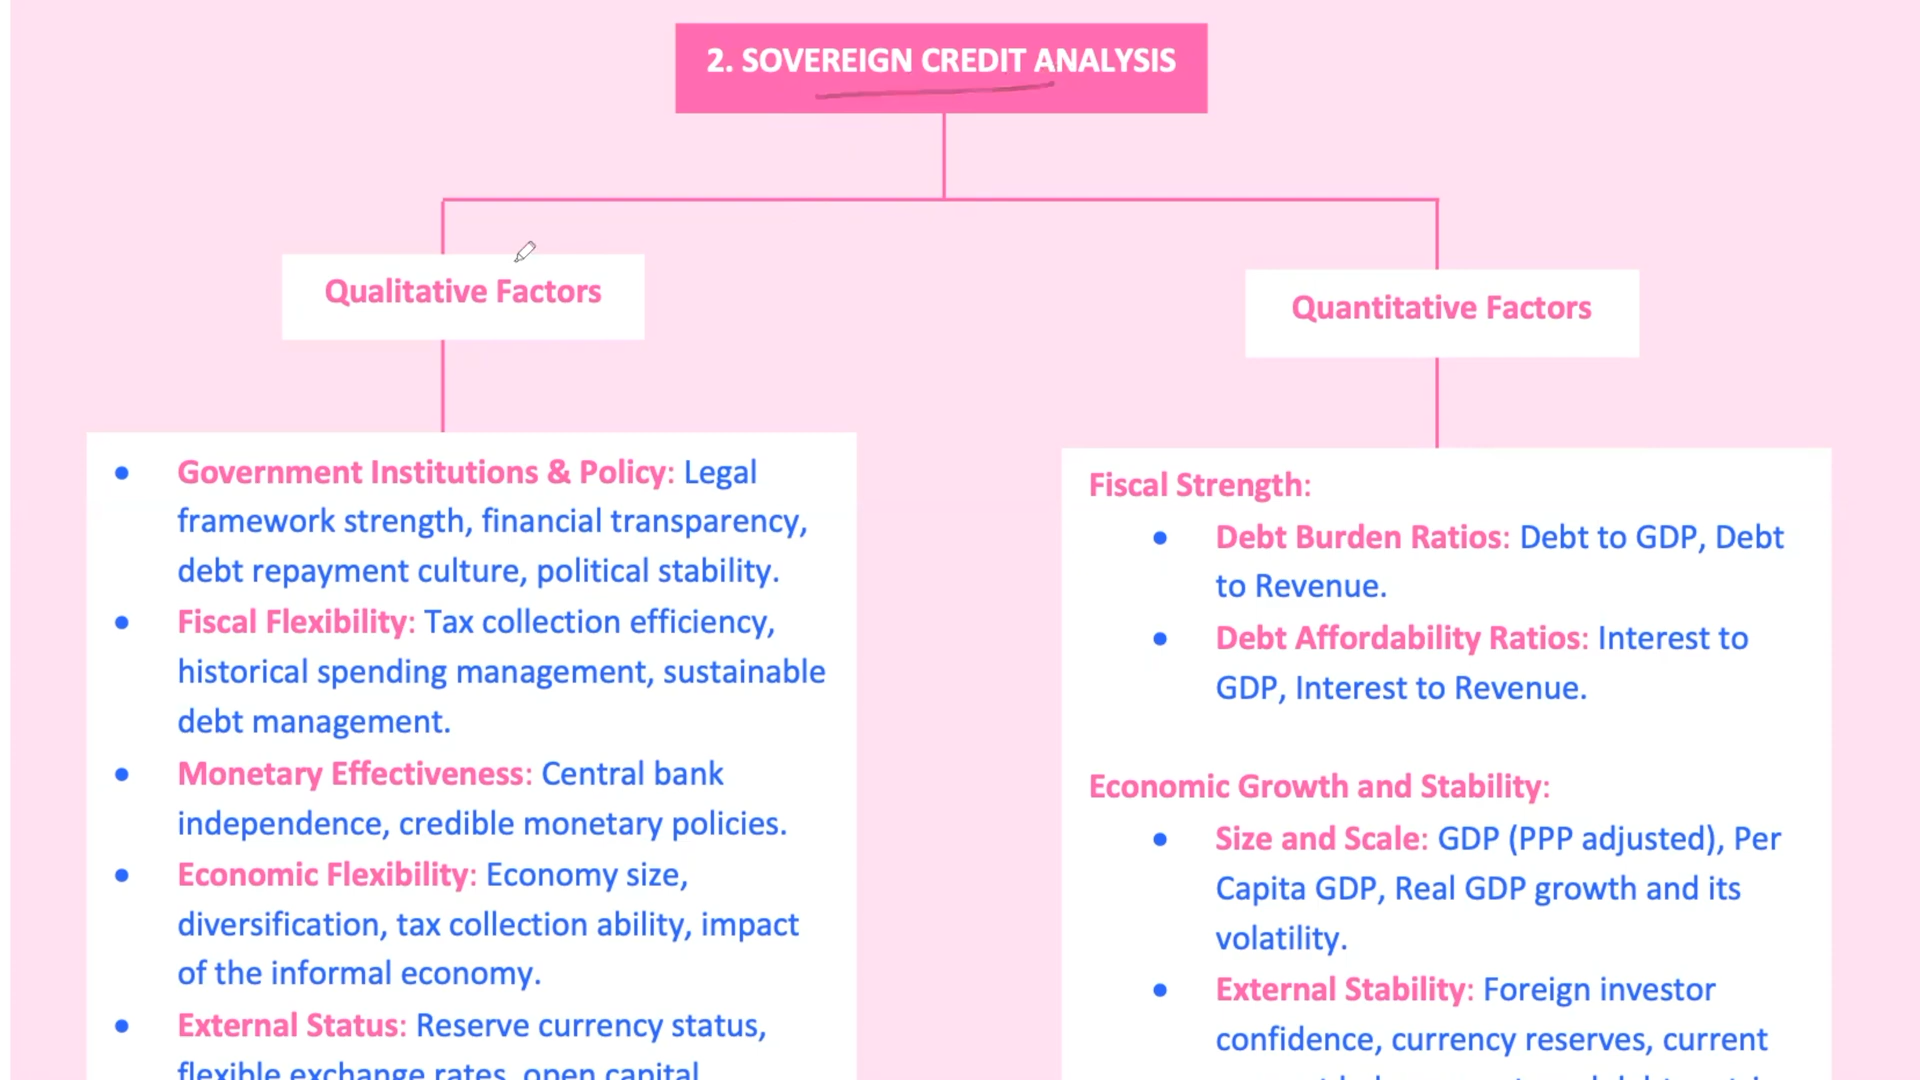 2. SOVEREIGN CREDIT ANALYSIS
Qualitative Factors
• Government Institutions & Policy: Legal
framework strength, financial transparency,
debt repayment culture, political stability.
• Fiscal Flexibility: Tax collection efficiency,
historical spending management, sustainable
debt management.
• Monetary Effectiveness: Central bank
independence, credible monetary policies.
• Economic Flexibility: Economy size,
diversification, tax collection ability, impact
of the informal economy.
• External Status: Reserve currency status,
flexible exchange rates, open capital
Quantitative Factors
Fiscal Strength:
• Debt Burden Ratios: Debt to GDP, Debt
to Revenue.
• Debt Affordability Ratios: Interest to
GDP, Interest to Revenue.
Economic Growth and Stability:
• Size and Scale: GDP (PPP adjusted), Per
Capita GDP, Real GDP growth and its
volatility.
• External Stability: Foreign investor
confidence, currency reserves, current